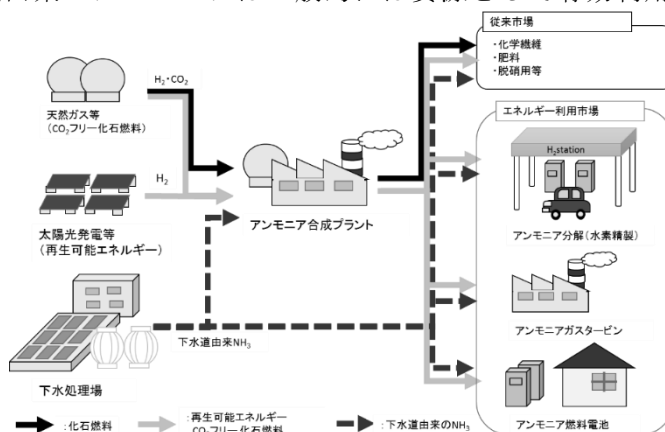 従来市場
・化学繊維
・肥料
・脱硝用等
H₂・CO₂
天然ガス等
(CO₂フリー化石燃料)
エネルギー利用市場
H₂station
H₂
アンモニア合成プラント
太陽光発電等
(再生可能エネルギー)
アンモニア分解(水素精製)
下水道由来NH₃
アンモニアガスタービン
下水処理場
:化石燃料
:再生可能エネルギー
CO₂フリー化石燃料
:下水道由来のNH₃
アンモニア燃料電池